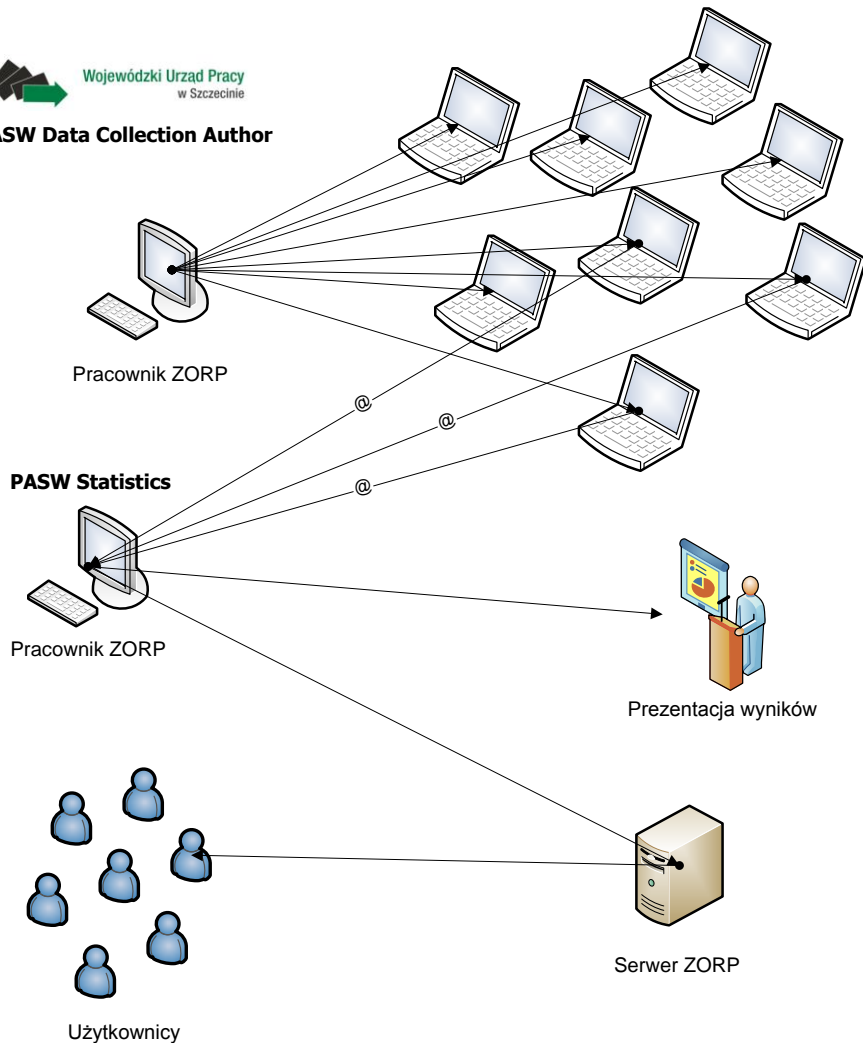 Wojewódzki Urząd Pracy
w Szczecinie
ASW Data Collection Author
Pracownik ZORP
@
@
@
PASW Statistics
Pracownik ZORP
Prezentacja wyników
Serwer ZORP
Użytkownicy